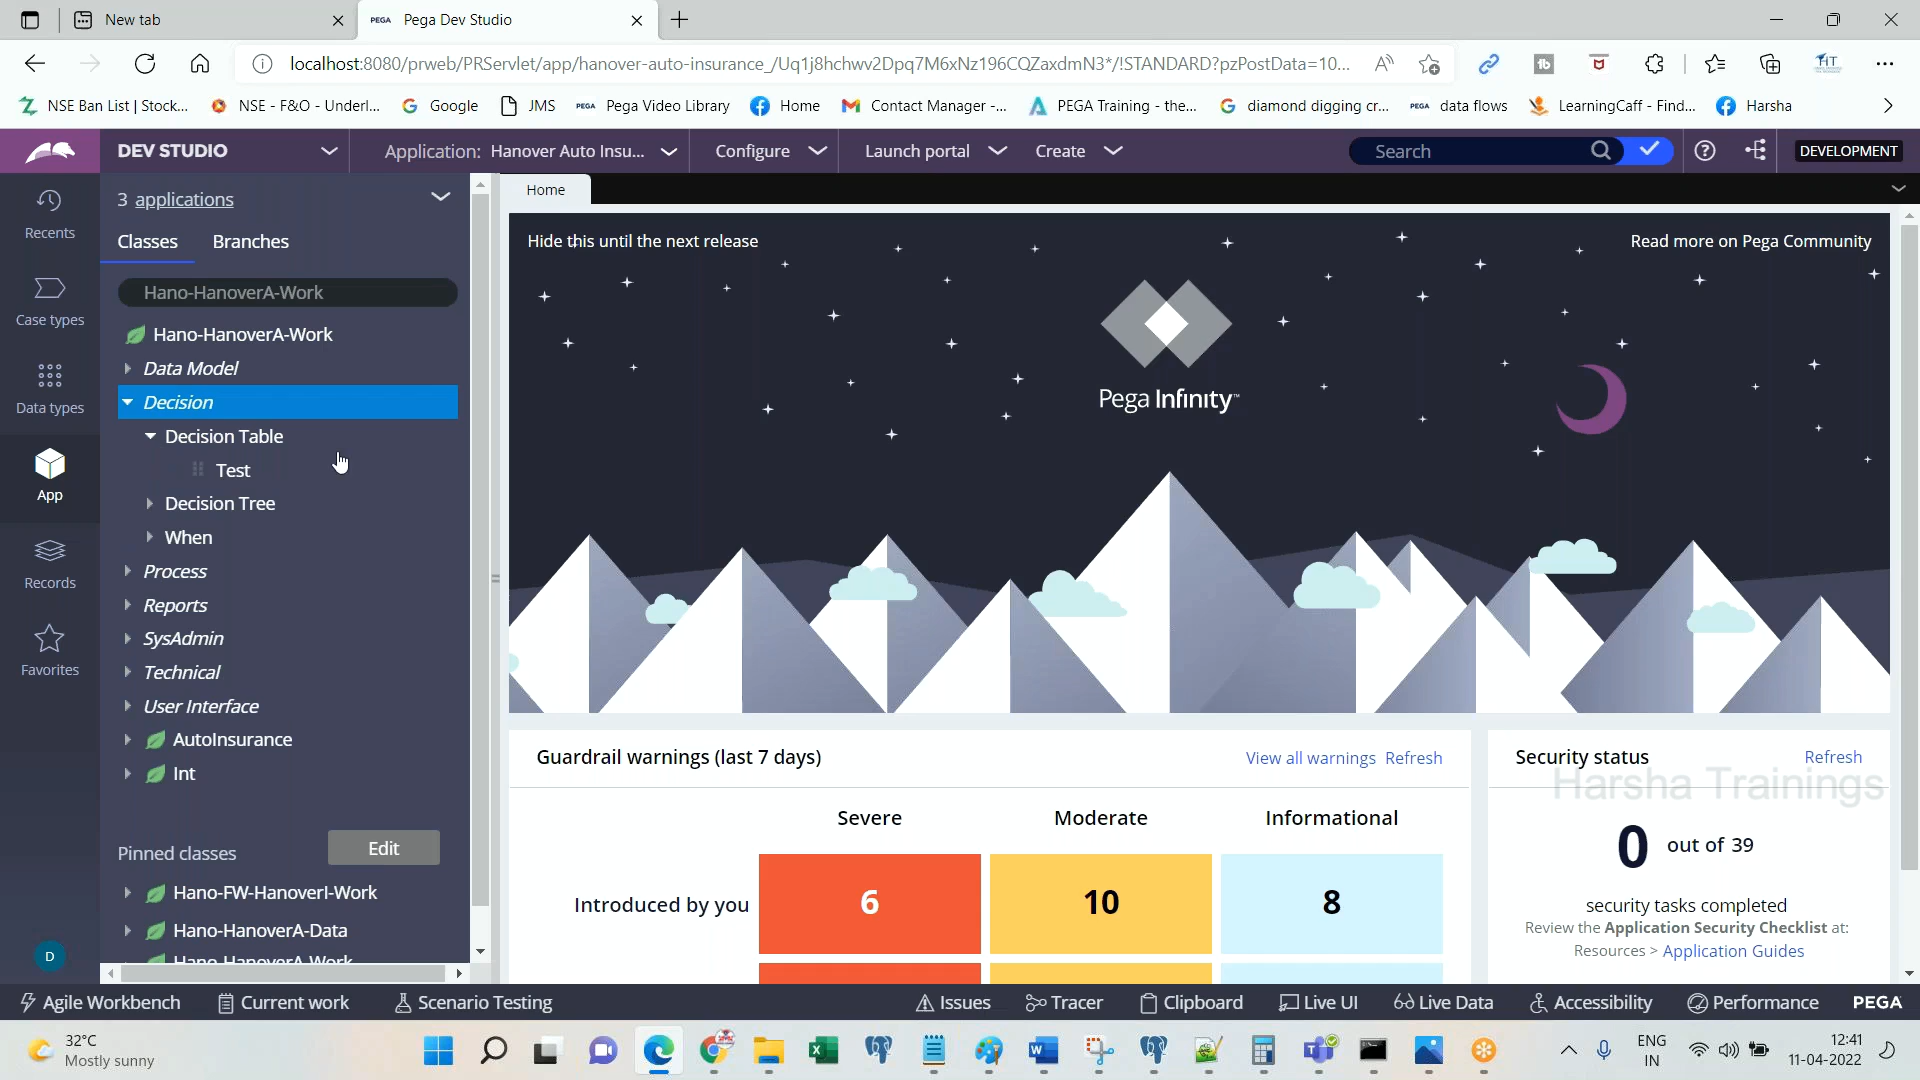 New tab
PEGA Pega Dev Studio
localhost:8080/prweb/PRServlet/app/hanover-auto-insurance_/Uq1j8hchwv2Dpq7M6xNz196CQZaxdmN3*/!STANDARD?pzPostData=10...
NSE Ban List | Stock... NSE - F&O - Underl... Google JMS PEGA Pega Video Library Home Contact Manager -... PEGA Training - the... diamond digging cr... PEGA data flows LearningCaff - Find... Harsha
DEV STUDIO Application: Hanover Auto Insu... Configure Launch portal Create Search DEVELOPMENT
Recents
Case types
Data types
App
Records
Favorites
D
3 applications
Classes Branches
Hano-HanoverA-Work
Hano-HanoverA-Work
Data Model
Decision
Decision Table
Test
Decision Tree
When
Process
Reports
SysAdmin
Technical
User Interface
AutoInsurance
Int
Pinned classes Edit
Hano-FW-HanoverI-Work
Hano-HanoverA-Data
Hano-HanoverA-Work
Home
Hide this until the next release Read more on Pega Community
Pega Infinity™
Guardrail warnings (last 7 days) View all warnings Refresh
Severe Moderate Informational
Introduced by you 6 10 8
Security status Refresh
Harsha Trainings
0 out of 39
security tasks completed
Review the Application Security Checklist at:
Resources > Application Guides
Agile Workbench Current work Scenario Testing Issues Tracer Clipboard Live UI Live Data Accessibility Performance PEGA
32°C
Mostly sunny
ENG
IN
12:41
11-04-2022